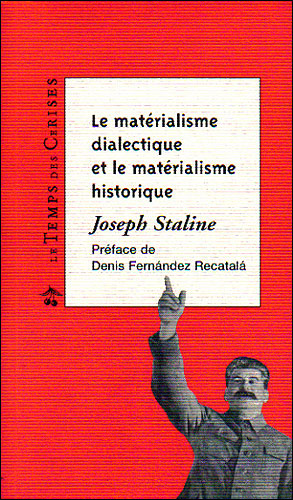 Le matérialisme
dialectique
et le matérialisme
historique
Joseph Staline
Préface de
Denis Fernández Recatalá
LE TEMPS DES CERISES